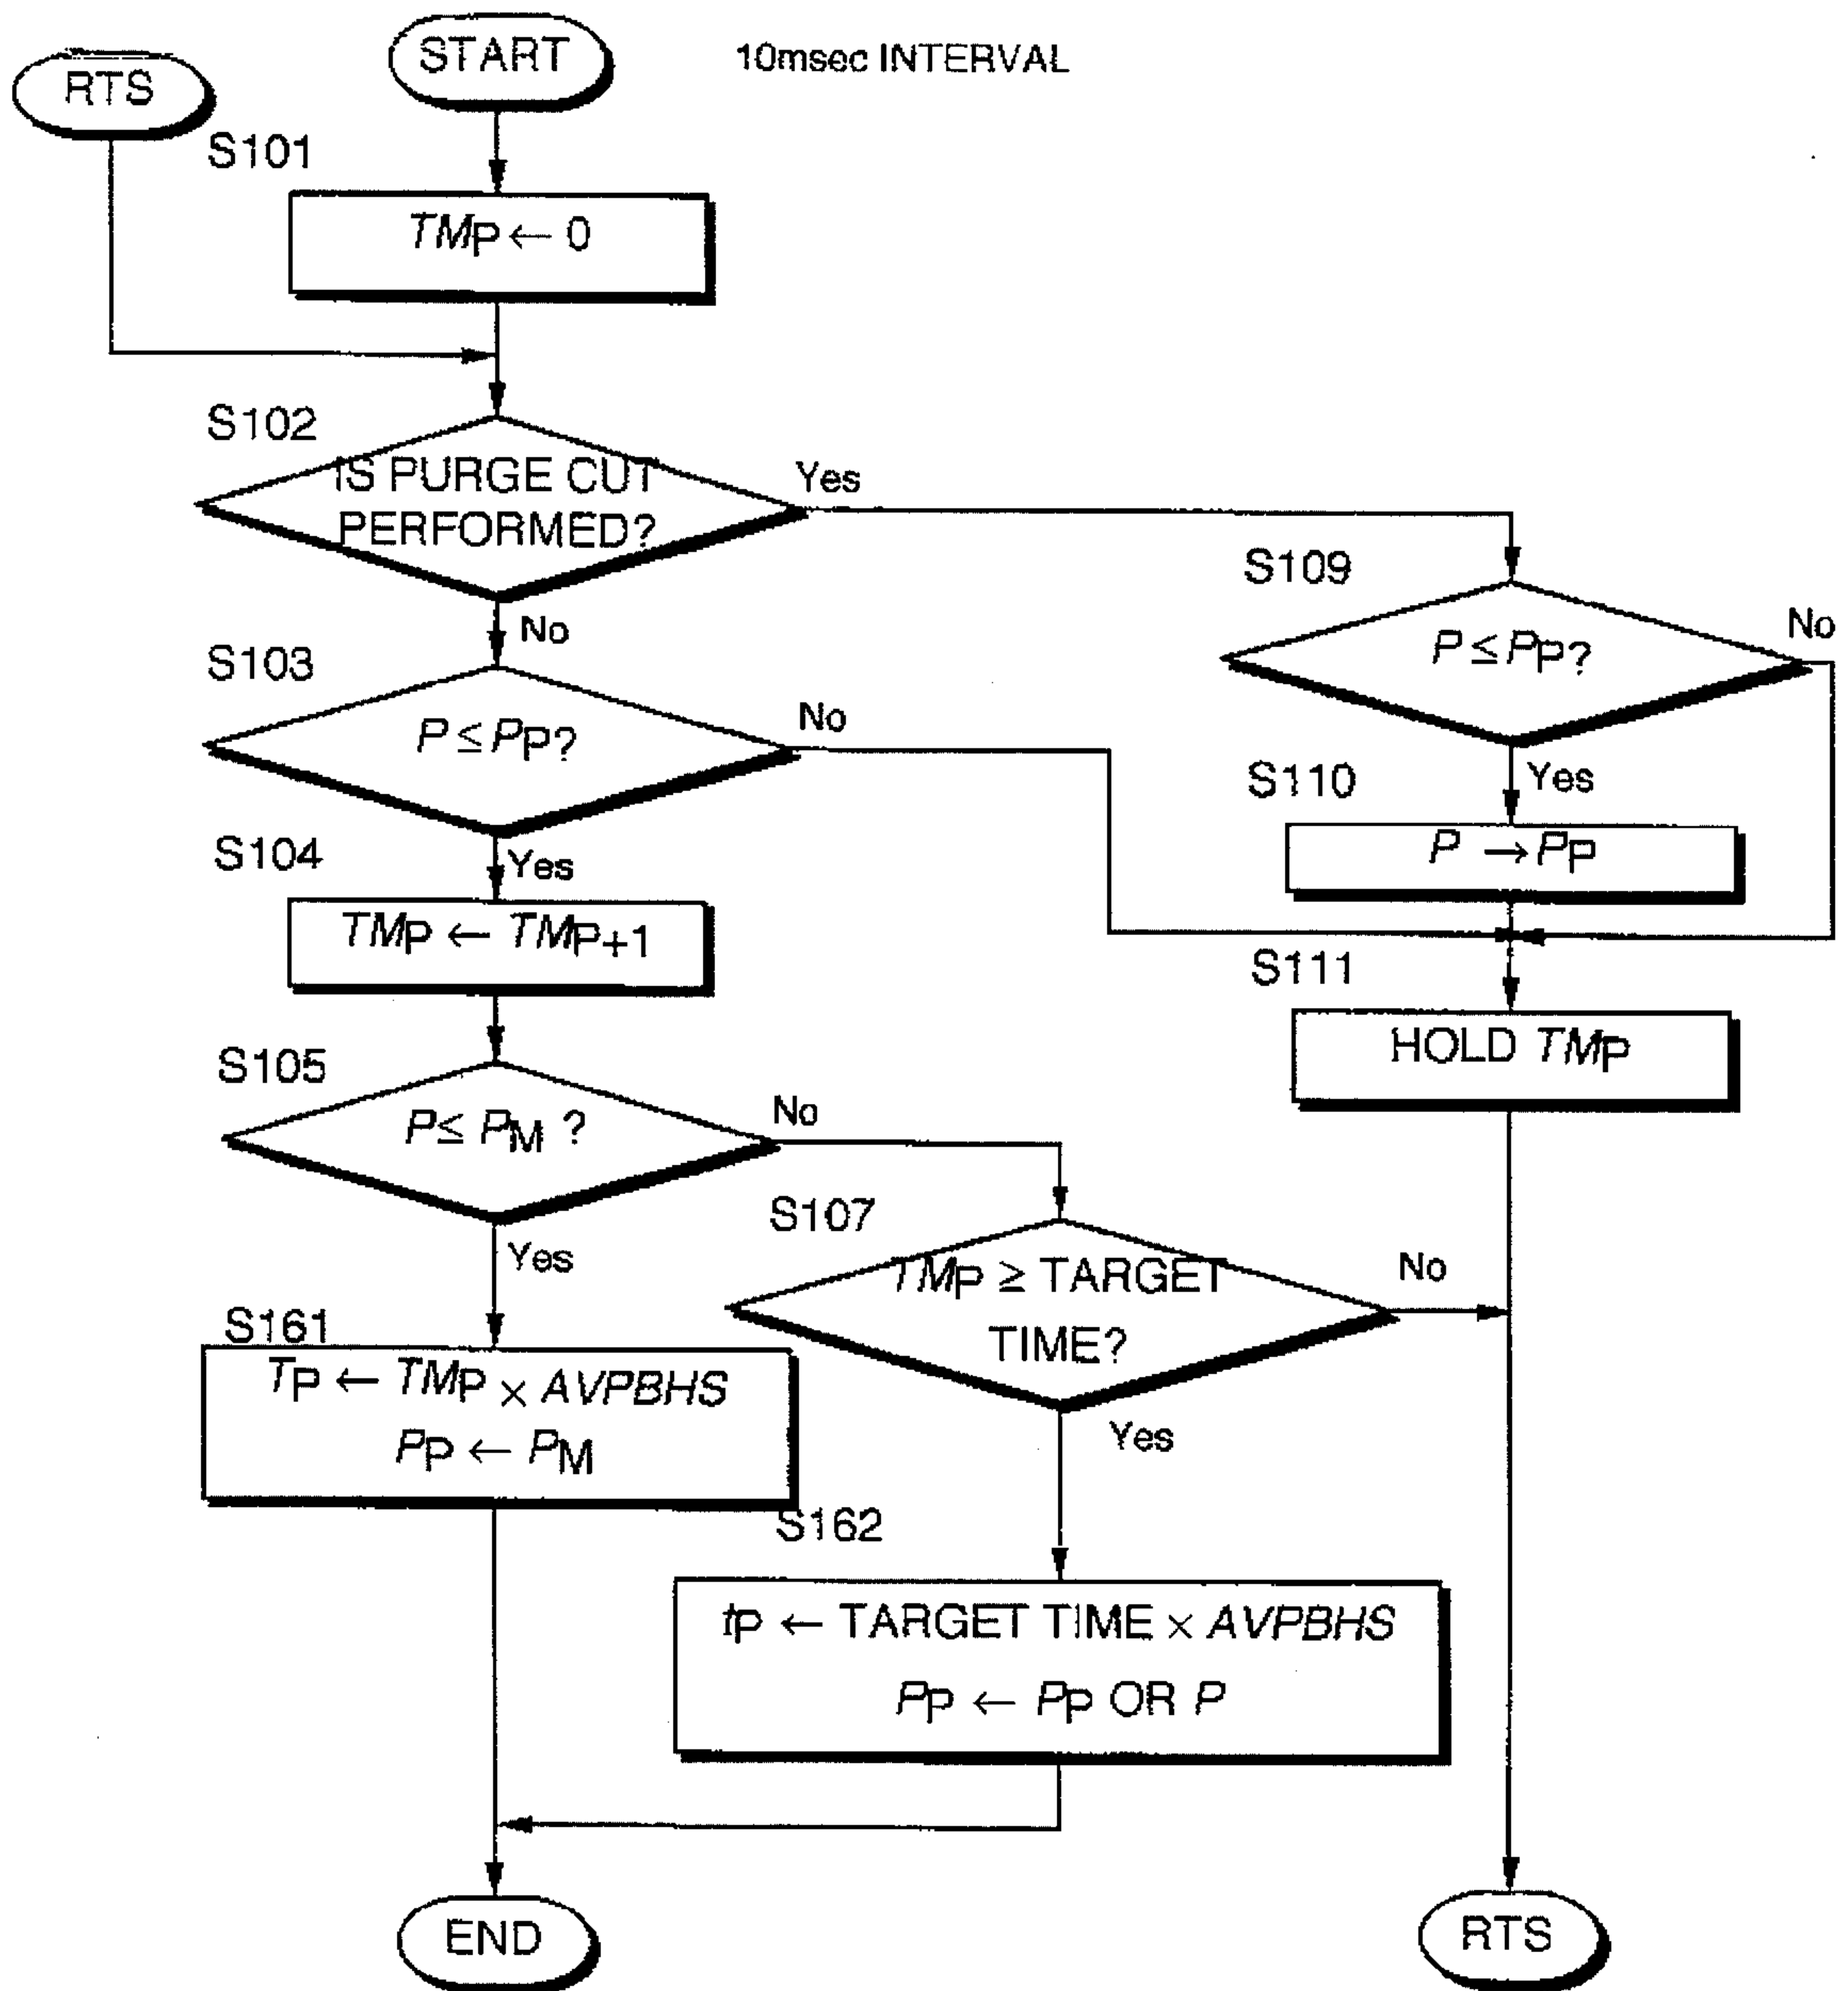 START
10msec INTERVAL
RTS
S101
TMP ← 0
S102
IS PURGE CUT
PERFORMED?
Yes
No
S109
P ≤ PP?
No
S103
P ≤ PP?
No
S110
Yes
P → PP
S104
Yes
TMP ← TMP+1
S111
HOLD TMP
S105
P≤ PM ?
No
Yes
S107
TMP ≥ TARGET
TIME?
No
Yes
S161
TP ← TMP × AVPBHS
PP ← PM
S162
tP ← TARGET TIME × AVPBHS
PP ← PP OR P
END
RTS